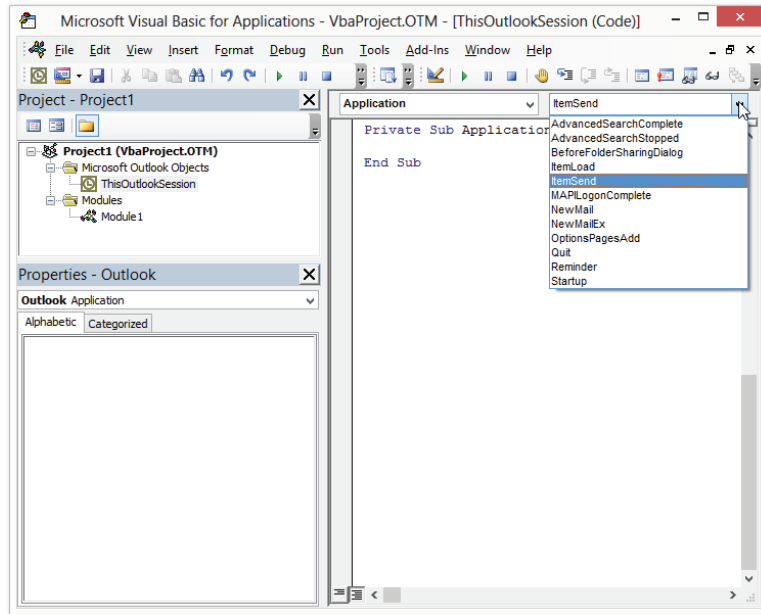 Microsoft Visual Basic for Applications - VbaProject.OTM - [ThisOutlookSession (Code)]
File Edit View Insert Format Debug Run Tools Add-Ins Window Help
Project - Project1
Project1 (VbaProject.OTM)
Microsoft Outlook Objects
ThisOutlookSession
Modules
Module1
Properties - Outlook
Outlook Application
Alphabetic Categorized
Application ItemSend
Private Sub Application
End Sub
AdvancedSearchComplete
AdvancedSearchStopped
BeforeFolderSharingDialog
ItemLoad
ItemSend
MAPILogonComplete
NewMail
NewMailEx
OptionsPagesAdd
Quit
Reminder
Startup